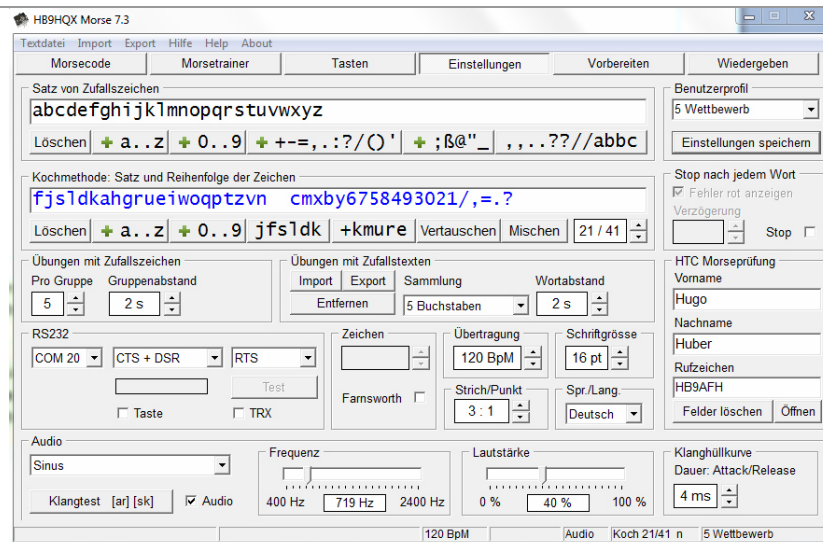 HB9HQX Morse 7.3
Textdatei Import Export Hilfe Help About
Morsecode Morsetrainer Tasten Einstellungen Vorbereiten Wiedergeben
Satz von Zufallszeichen
abcdefghijklmnopqrstuvwxyz
Löschen + a..z + 0..9 + +-=,.:?/()' + ;ß@"_ ,,..??//abbc
Benutzerprofil
5 Wettbewerb
Einstellungen speichern
Kochmethode: Satz und Reihenfolge der Zeichen
fjsldkahgrueiwoqptzvn cmxby6758493021/,=.?
Löschen + a..z + 0..9 jfsldk +kmure Vertauschen Mischen 21 / 41
Stop nach jedem Wort
Fehler rot anzeigen
Verzögerung
Stop
Übungen mit Zufallszeichen
Pro Gruppe Gruppenabstand
5 2 s
Übungen mit Zufallstexten
Import Export Sammlung Wortabstand
Entfernen 5 Buchstaben 2 s
HTC Morseprüfung
Vorname
Hugo
Nachname
Huber
Rufzeichen
HB9AFH
Felder löschen Öffnen
RS232
COM 20 CTS + DSR RTS
Test
Taste TRX
Zeichen
Farnsworth
Übertragung
120 BpM
Schriftgrösse
16 pt
Strich/Punkt
3 : 1
Spr./Lang.
Deutsch
Audio
Sinus
Klangtest [ar] [sk] Audio
Frequenz
400 Hz 719 Hz 2400 Hz
Lautstärke
0 % 40 % 100 %
Klanghüllkurve
Dauer: Attack/Release
4 ms
120 BpM Audio Koch 21/41 n 5 Wettbewerb